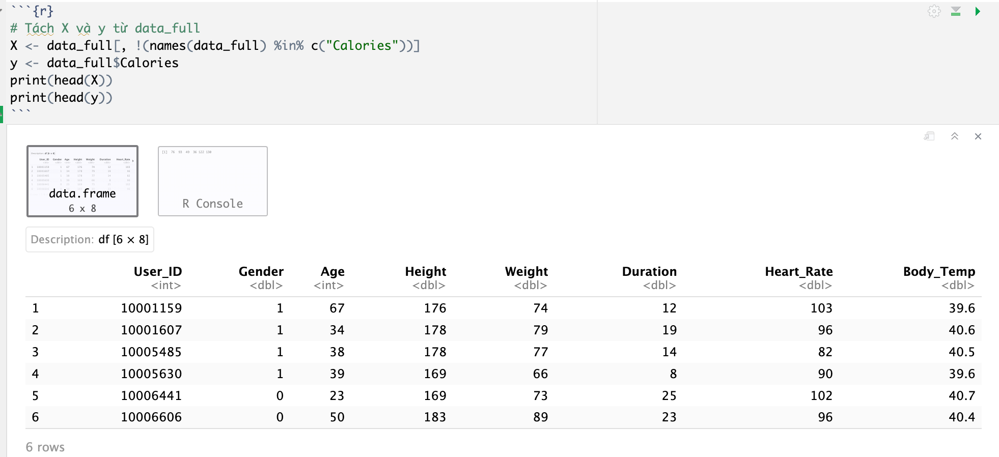 ```{r}
# Tách X và y từ data_full
X <- data_full[, !(names(data_full) %in% c("Calories"))]
y <- data_full$Calories
print(head(X))
print(head(y))
```
data.frame
6 x 8
[1] 76 93 49 36 122 130
R Console
Description: df [6 × 8]
User_ID Gender Age Height Weight Duration Heart_Rate Body_Temp
<int> <dbl> <int> <dbl> <dbl> <dbl> <dbl> <dbl>
1 10001159 1 67 176 74 12 103 39.6
2 10001607 1 34 178 79 19 96 40.6
3 10005485 1 38 178 77 14 82 40.5
4 10005630 1 39 169 66 8 90 39.6
5 10006441 0 23 169 73 25 102 40.7
6 10006606 0 50 183 89 23 96 40.4
6 rows